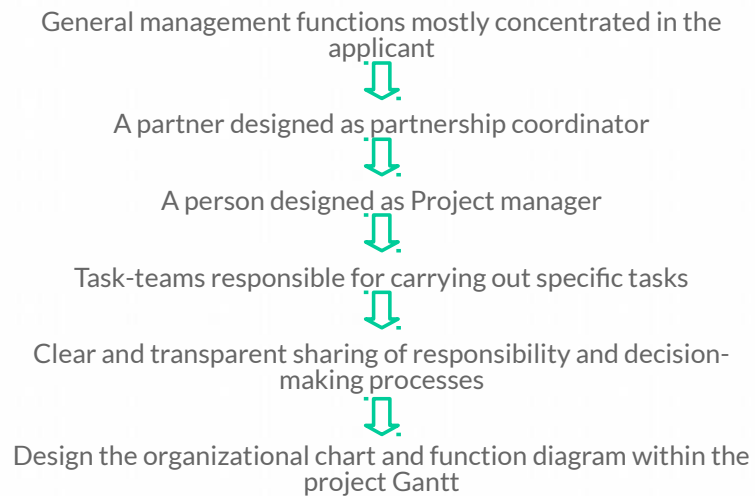 General management functions mostly concentrated in the
applicant
A partner designed as partnership coordinator
A person designed as Project manager
Task-teams responsible for carrying out specific tasks
Clear and transparent sharing of responsibility and decision-
making processes
Design the organizational chart and function diagram within the
project Gantt